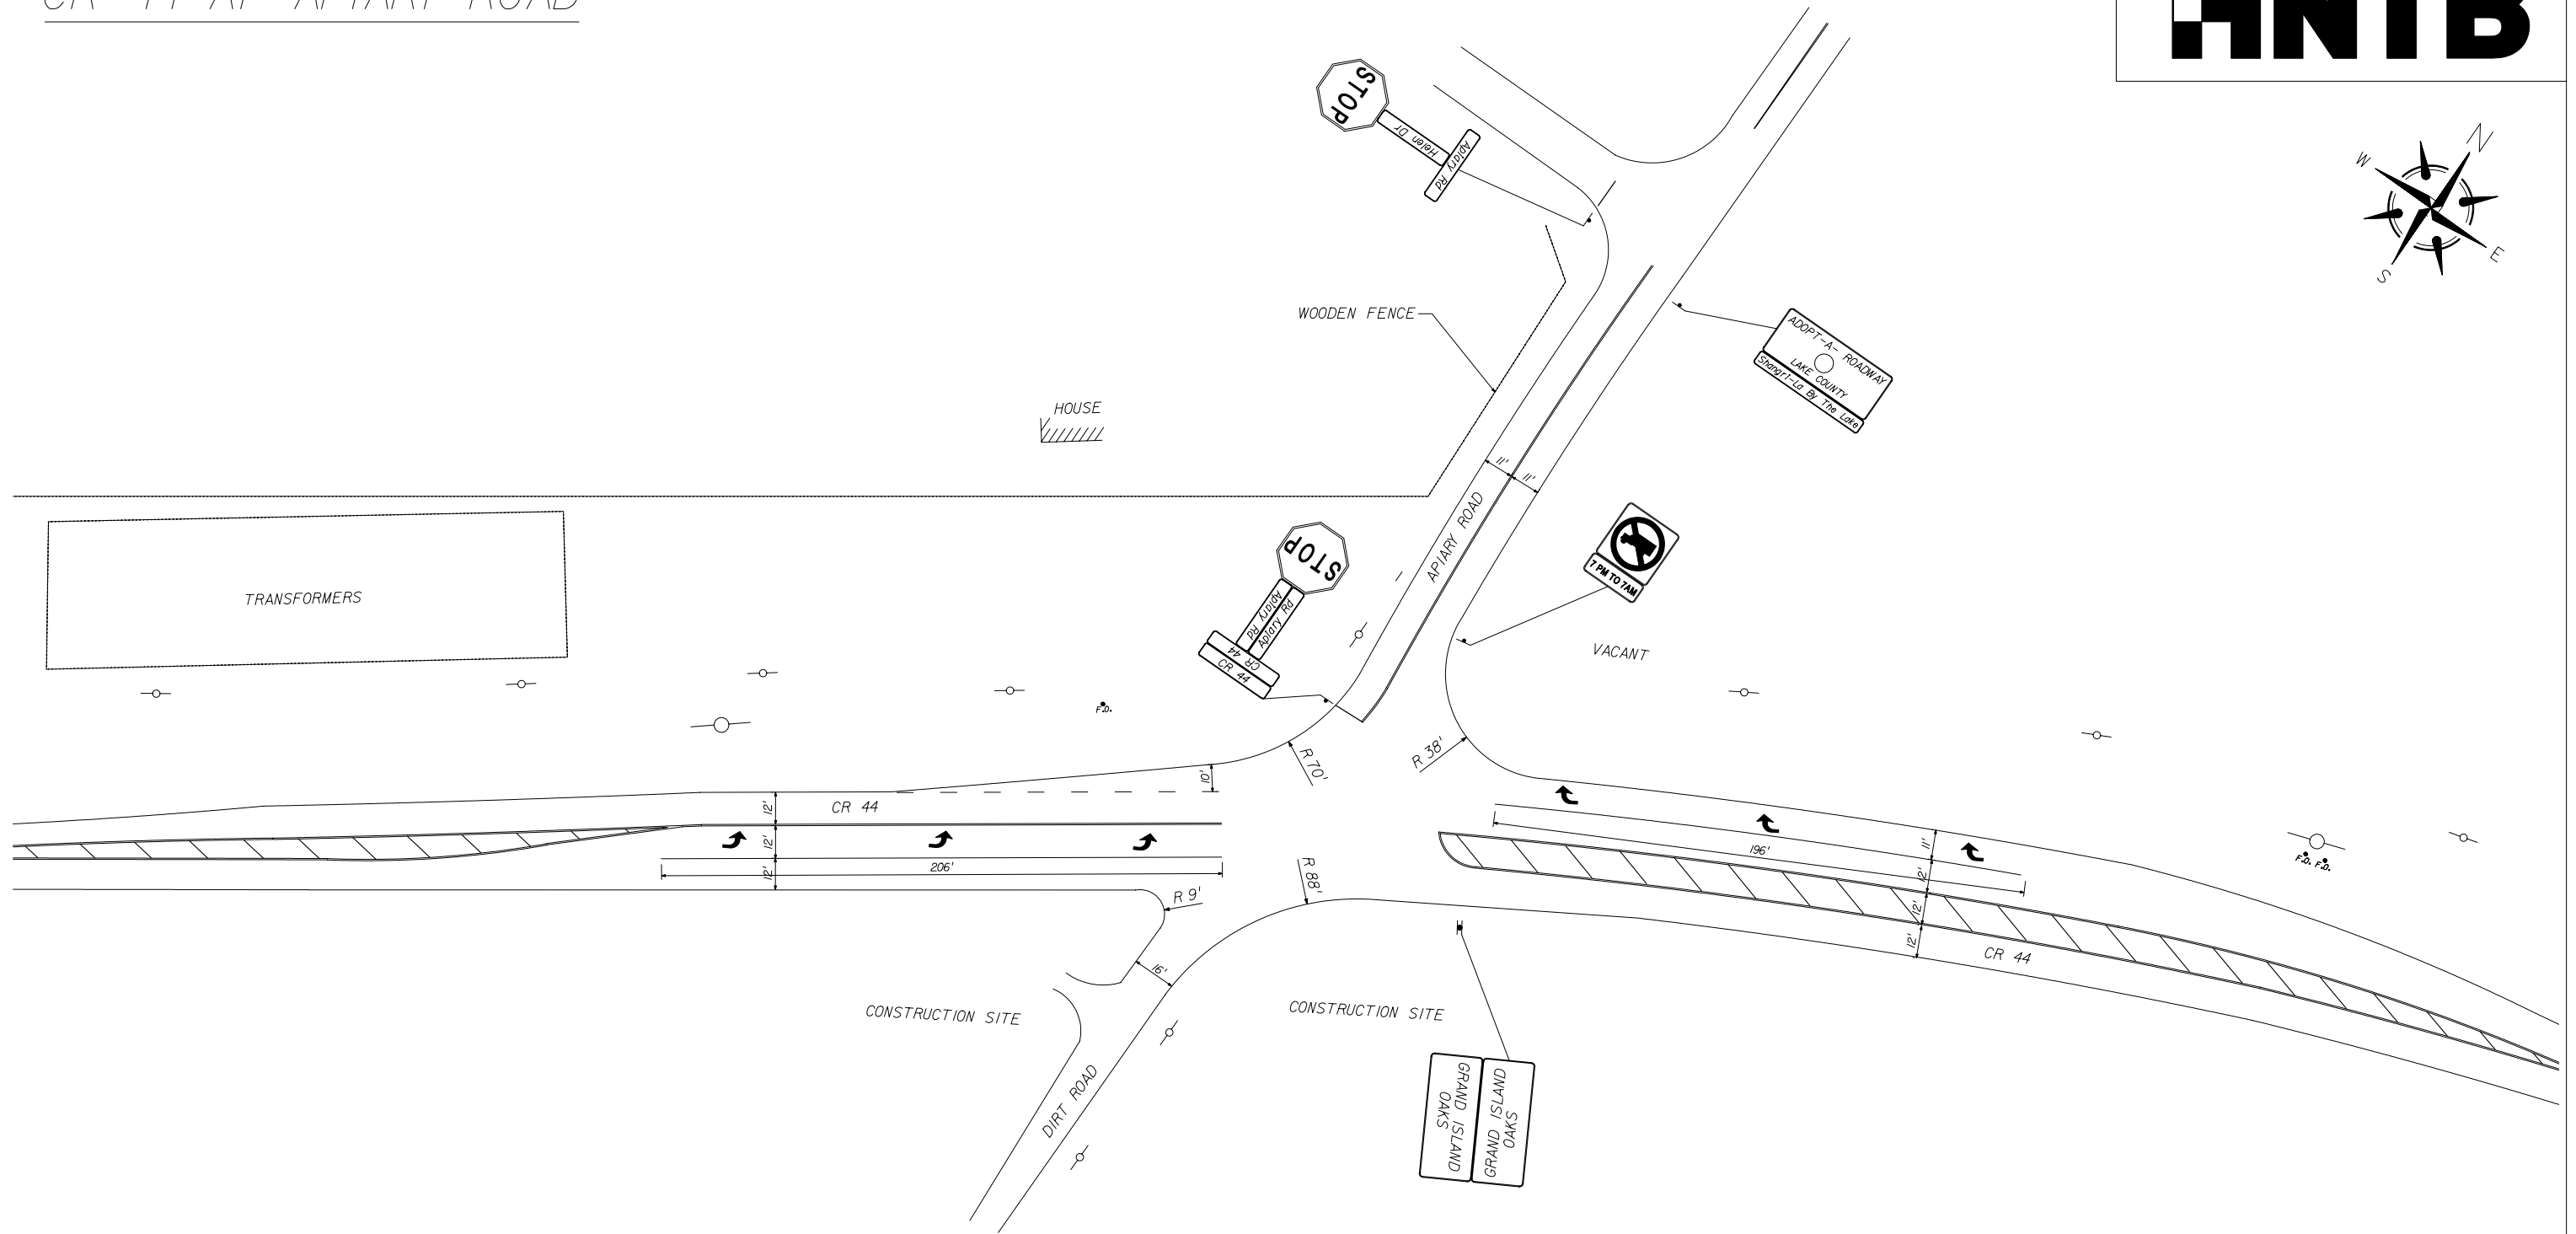 CR 44 AT APIARY ROAD
HNTB
N
W
E
S
STOP
Helen Dr
Apiary Rd
WOODEN FENCE
ADOPT-A- ROADWAY
LAKE COUNTY
Shangri-La By The Lake
HOUSE
11'
11'
APIARY ROAD
TRANSFORMERS
STOP
Apiary Rd
Apiary Rd
CR 44
CR 44
7 PM TO 7AM
VACANT
F.O.
R 70'
R 38'
10'
12'
CR 44
12'
12'
206'
R 9'
R 88'
196'
11'
12'
12'
12'
CR 44
F.O. F.O.
16'
CONSTRUCTION SITE
CONSTRUCTION SITE
DIRT ROAD
GRAND ISLAND
OAKS
GRAND ISLAND
OAKS